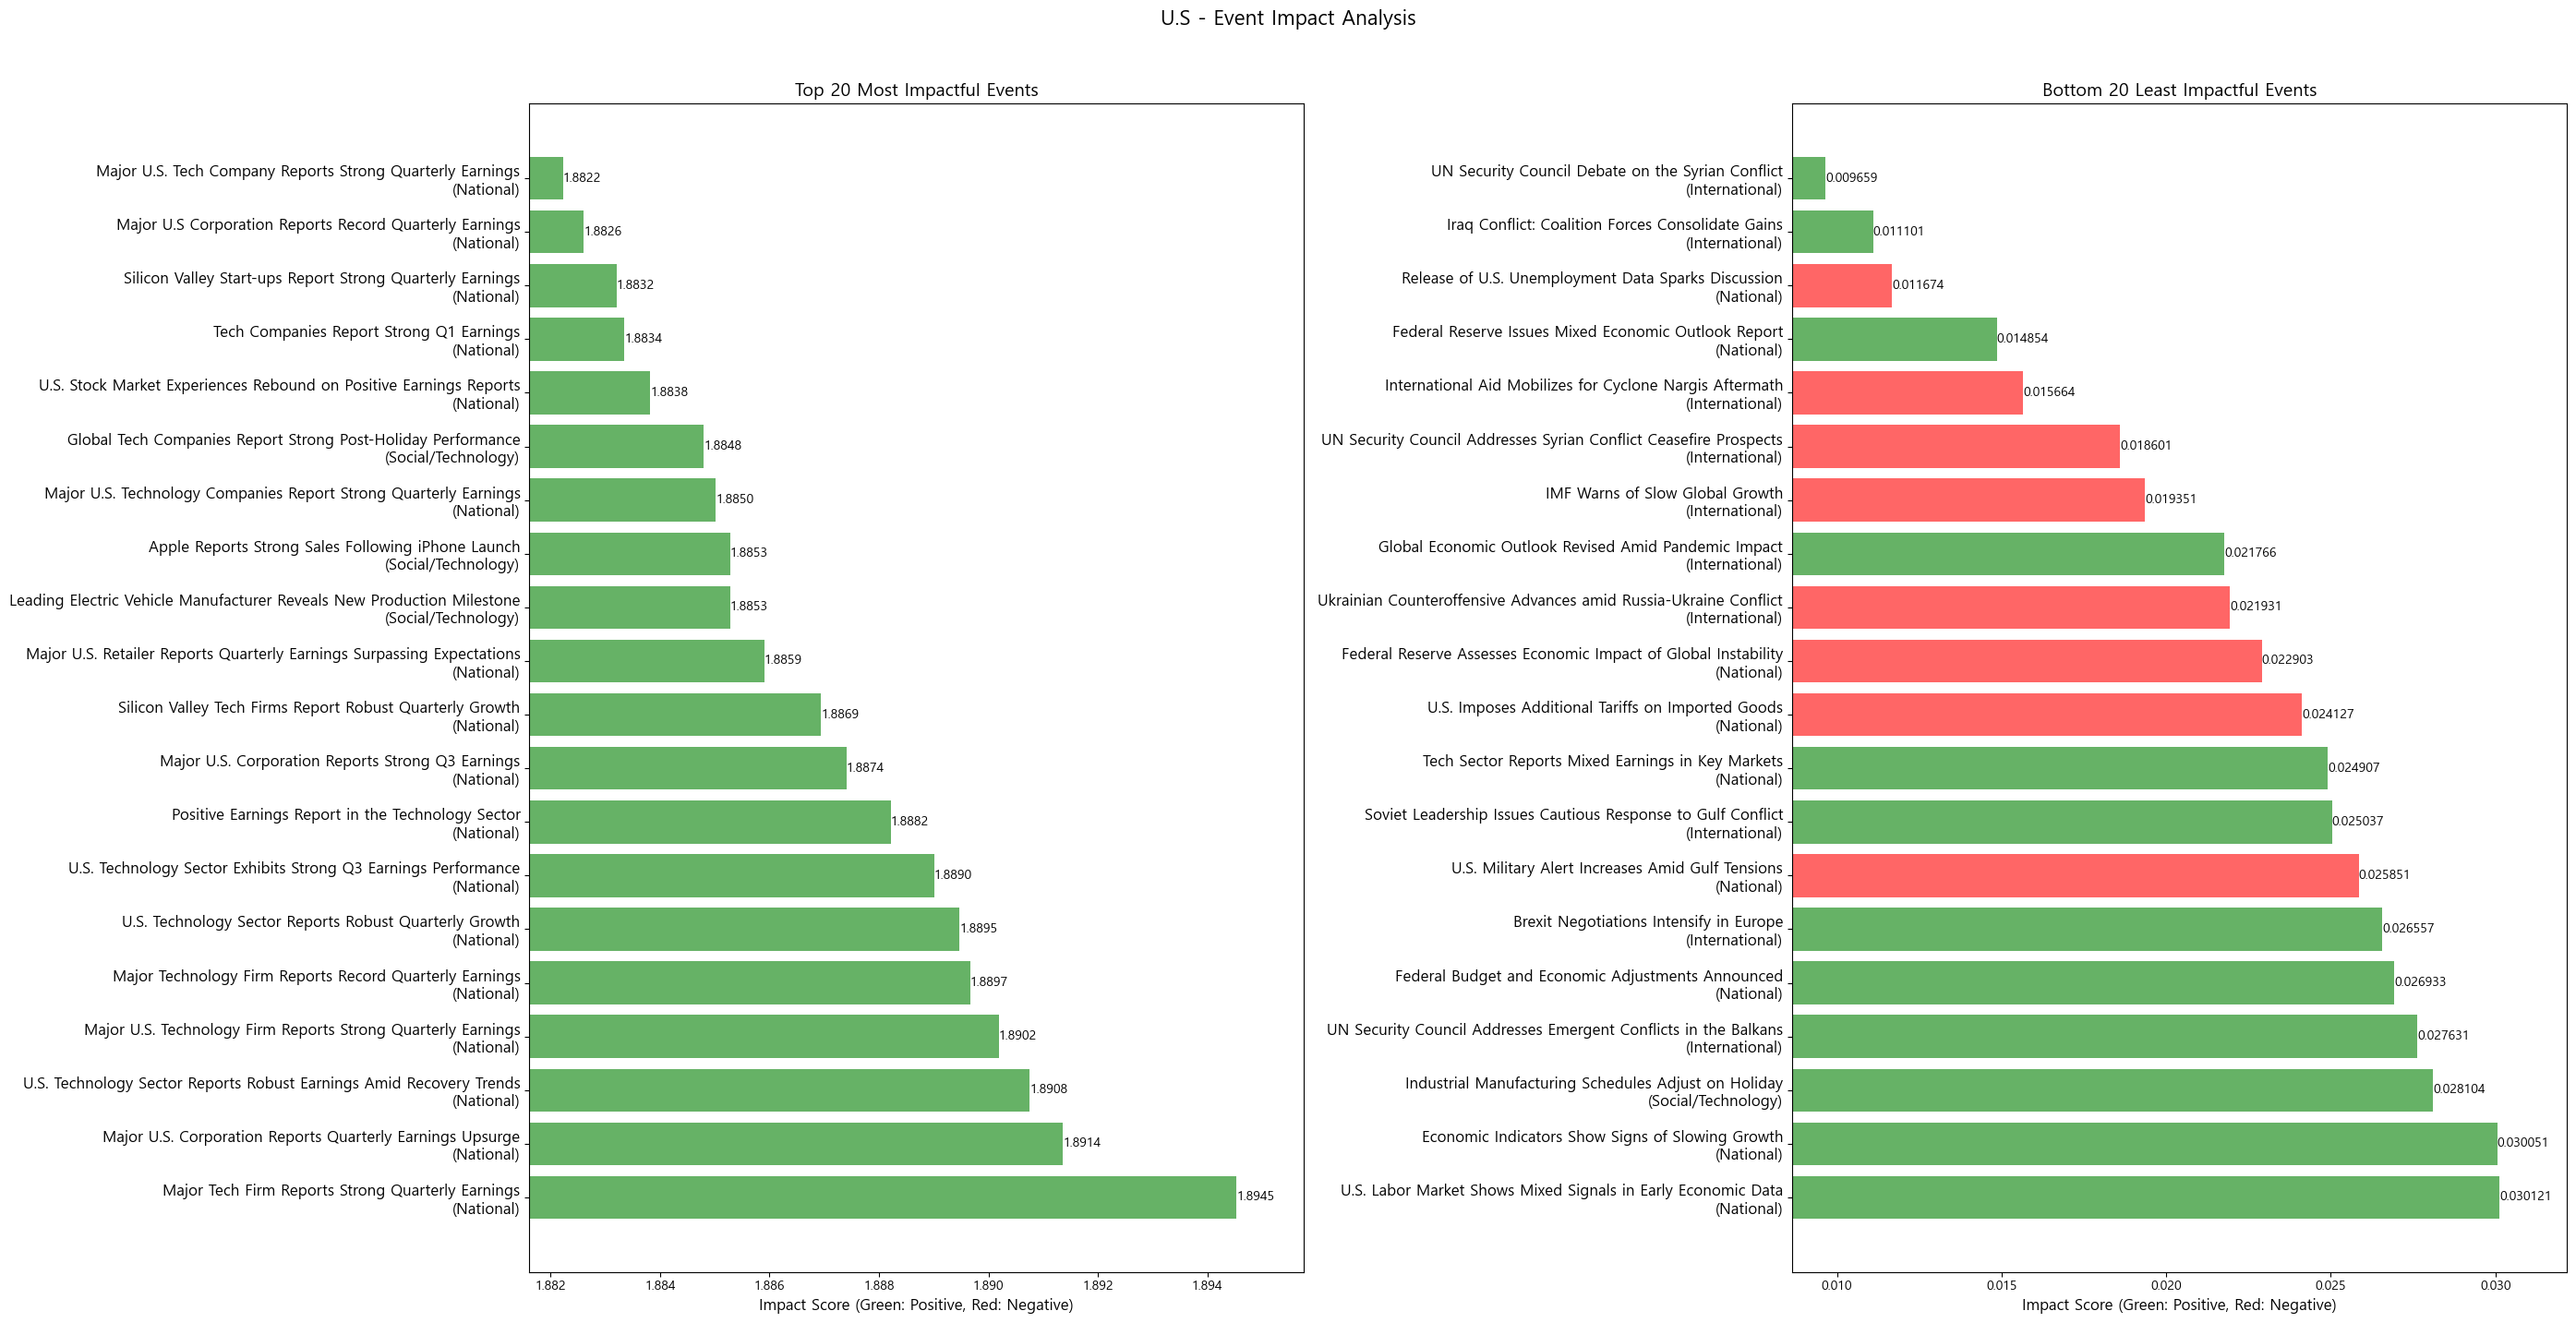 U.S - Event Impact Analysis
Top 20 Most Impactful Events
Major U.S. Tech Company Reports Strong Quarterly Earnings
(National)
1.8822
Major U.S Corporation Reports Record Quarterly Earnings
(National)
1.8826
Silicon Valley Start-ups Report Strong Quarterly Earnings
(National)
1.8832
Tech Companies Report Strong Q1 Earnings
(National)
1.8834
U.S. Stock Market Experiences Rebound on Positive Earnings Reports
(National)
1.8838
Global Tech Companies Report Strong Post-Holiday Performance
(Social/Technology)
1.8848
Major U.S. Technology Companies Report Strong Quarterly Earnings
(National)
1.8850
Apple Reports Strong Sales Following iPhone Launch
(Social/Technology)
1.8853
Leading Electric Vehicle Manufacturer Reveals New Production Milestone
(Social/Technology)
1.8853
Major U.S. Retailer Reports Quarterly Earnings Surpassing Expectations
(National)
1.8859
Silicon Valley Tech Firms Report Robust Quarterly Growth
(National)
1.8869
Major U.S. Corporation Reports Strong Q3 Earnings
(National)
1.8874
Positive Earnings Report in the Technology Sector
(National)
1.8882
U.S. Technology Sector Exhibits Strong Q3 Earnings Performance
(National)
1.8890
U.S. Technology Sector Reports Robust Quarterly Growth
(National)
1.8895
Major Technology Firm Reports Record Quarterly Earnings
(National)
1.8897
Major U.S. Technology Firm Reports Strong Quarterly Earnings
(National)
1.8902
U.S. Technology Sector Reports Robust Earnings Amid Recovery Trends
(National)
1.8908
Major U.S. Corporation Reports Quarterly Earnings Upsurge
(National)
1.8914
Major Tech Firm Reports Strong Quarterly Earnings
(National)
1.8945
1.882 1.884 1.886 1.888 1.890 1.892 1.894
Impact Score (Green: Positive, Red: Negative)
Bottom 20 Least Impactful Events
UN Security Council Debate on the Syrian Conflict
(International)
0.009659
Iraq Conflict: Coalition Forces Consolidate Gains
(International)
0.011101
Release of U.S. Unemployment Data Sparks Discussion
(National)
0.011674
Federal Reserve Issues Mixed Economic Outlook Report
(National)
0.014854
International Aid Mobilizes for Cyclone Nargis Aftermath
(International)
0.015664
UN Security Council Addresses Syrian Conflict Ceasefire Prospects
(International)
0.018601
IMF Warns of Slow Global Growth
(International)
0.019351
Global Economic Outlook Revised Amid Pandemic Impact
(International)
0.021766
Ukrainian Counteroffensive Advances amid Russia-Ukraine Conflict
(International)
0.021931
Federal Reserve Assesses Economic Impact of Global Instability
(National)
0.022903
U.S. Imposes Additional Tariffs on Imported Goods
(National)
0.024127
Tech Sector Reports Mixed Earnings in Key Markets
(National)
0.024907
Soviet Leadership Issues Cautious Response to Gulf Conflict
(International)
0.025037
U.S. Military Alert Increases Amid Gulf Tensions
(National)
0.025851
Brexit Negotiations Intensify in Europe
(International)
0.026557
Federal Budget and Economic Adjustments Announced
(National)
0.026933
UN Security Council Addresses Emergent Conflicts in the Balkans
(International)
0.027631
Industrial Manufacturing Schedules Adjust on Holiday
(Social/Technology)
0.028104
Economic Indicators Show Signs of Slowing Growth
(National)
0.030051
U.S. Labor Market Shows Mixed Signals in Early Economic Data
(National)
0.030121
0.010 0.015 0.020 0.025 0.030
Impact Score (Green: Positive, Red: Negative)